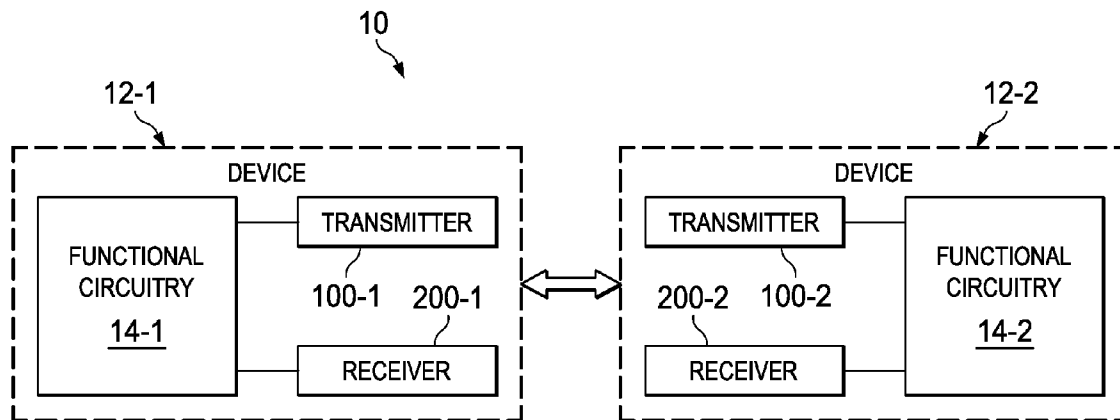 10
12-1
12-2
DEVICE
DEVICE
FUNCTIONAL
CIRCUITRY
14-1
TRANSMITTER
100-1
200-1
RECEIVER
TRANSMITTER
200-2
100-2
RECEIVER
FUNCTIONAL
CIRCUITRY
14-2